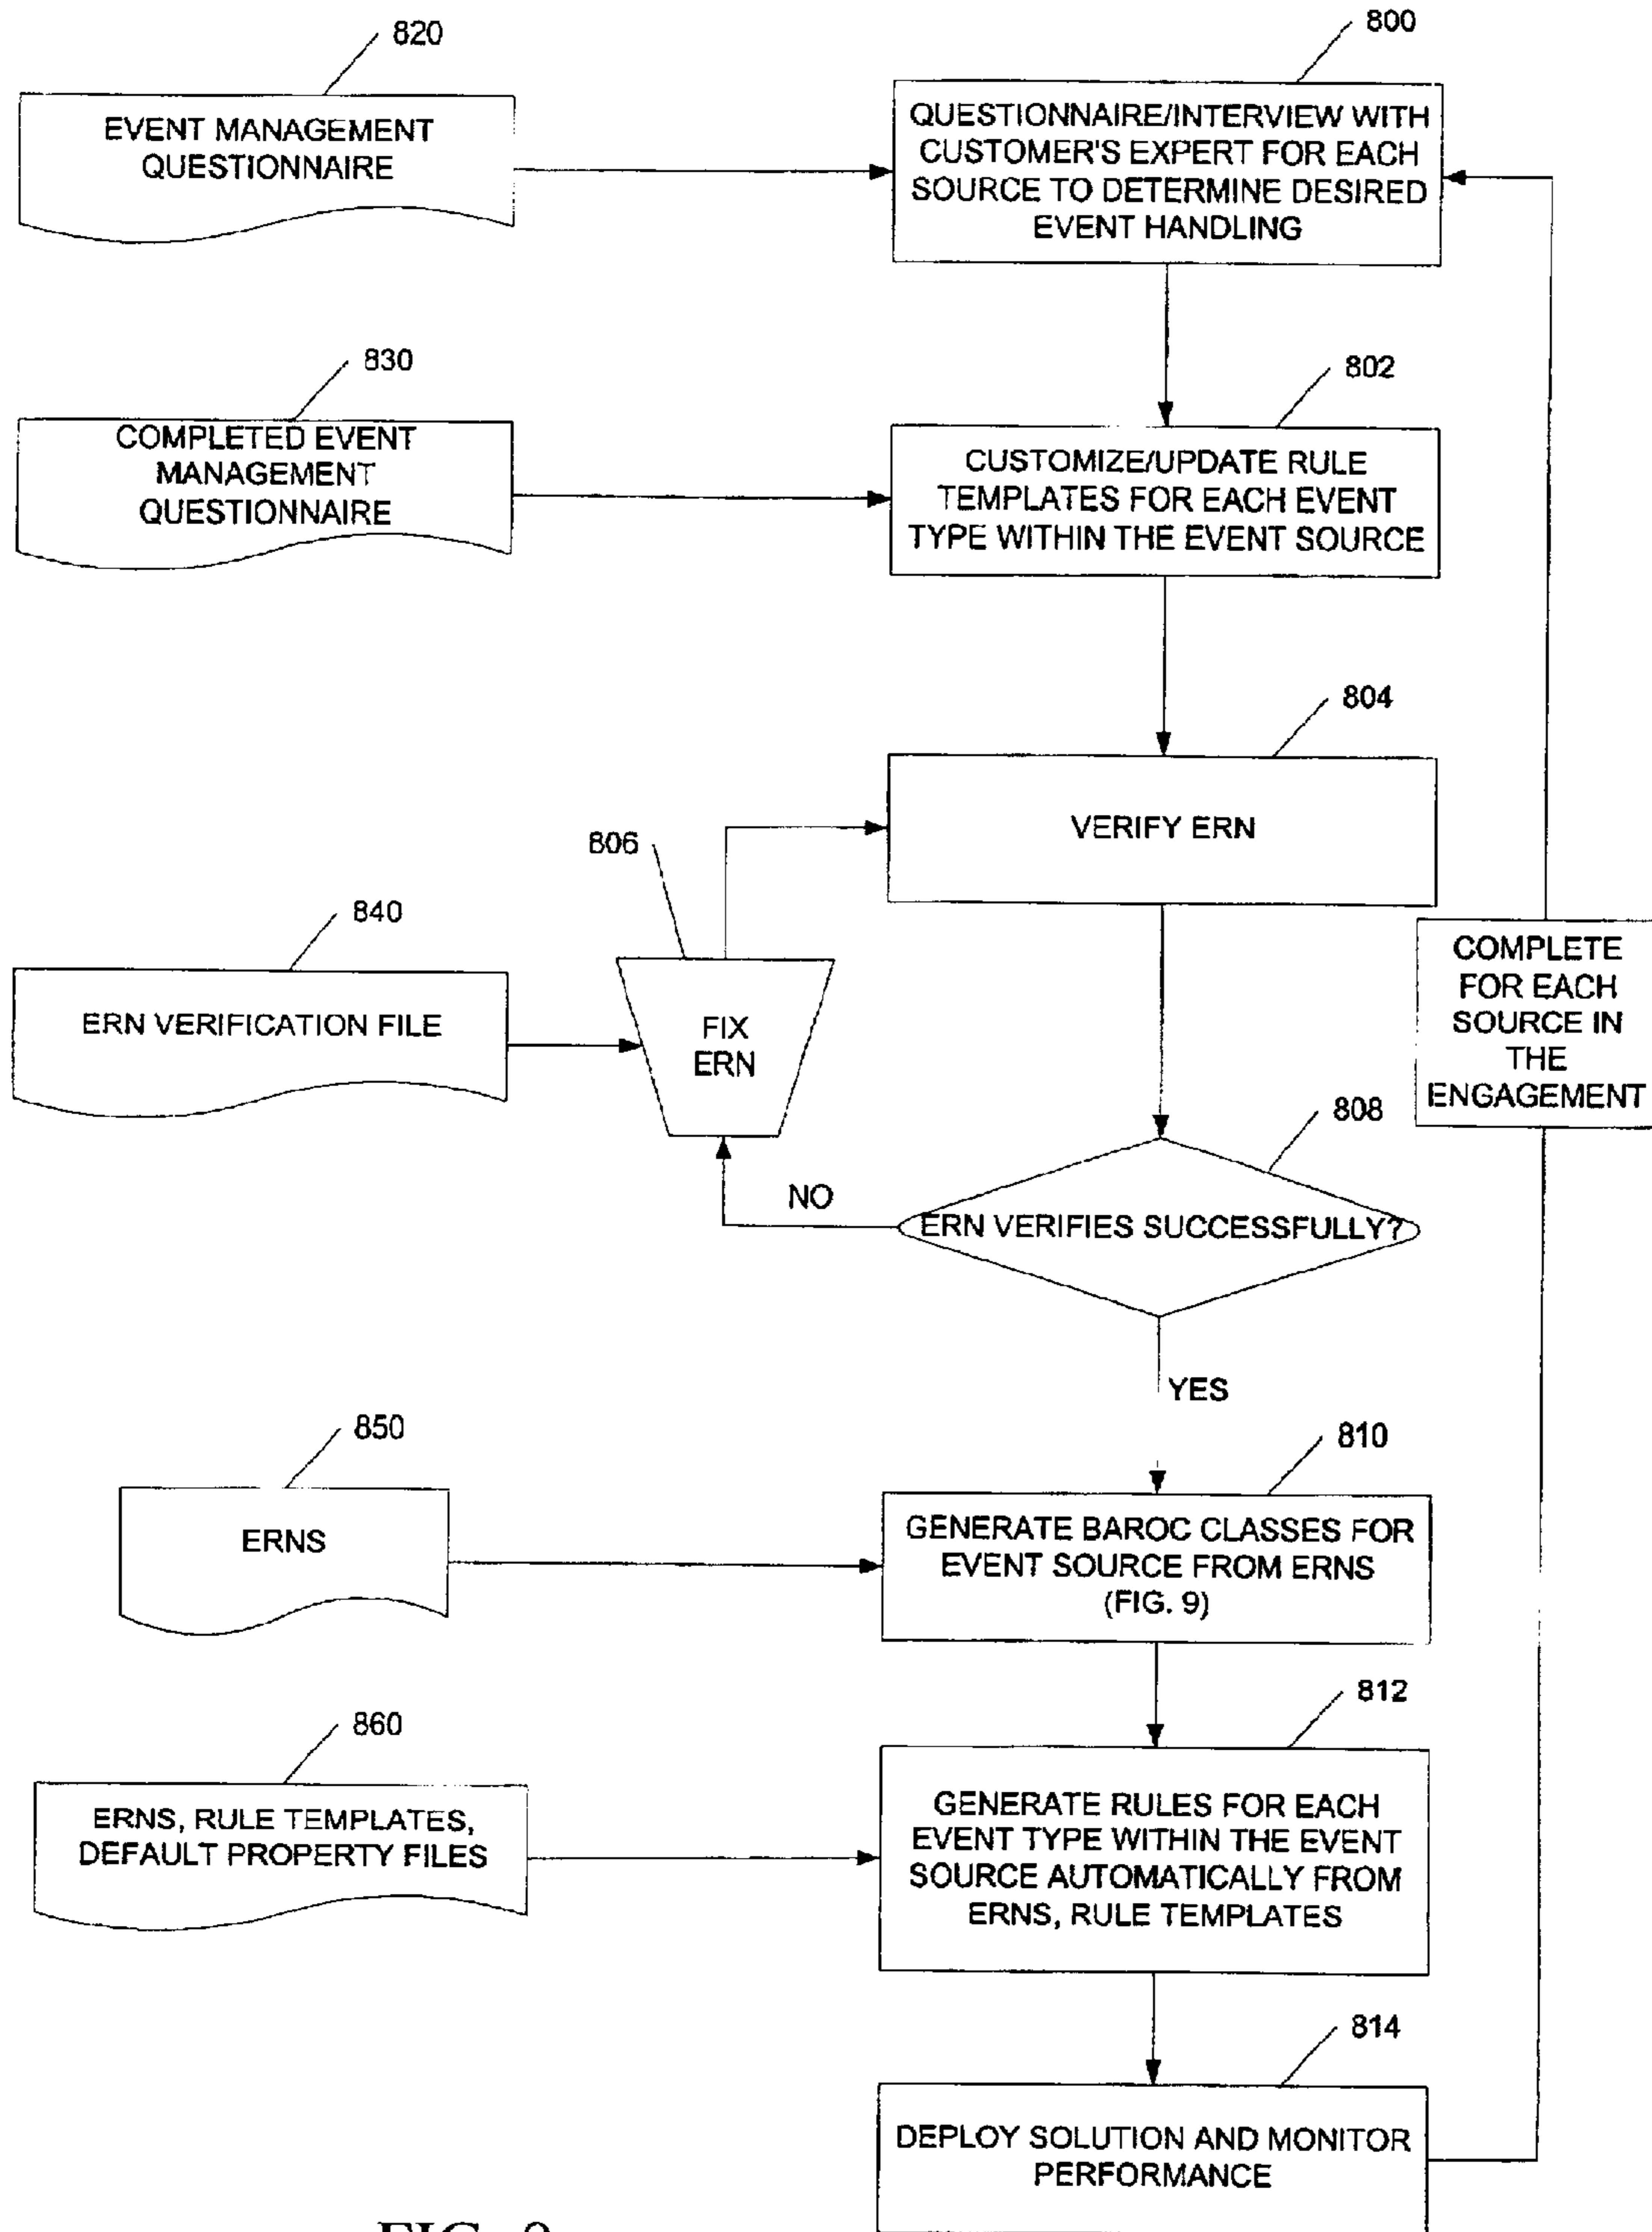 820
800
EVENT MANAGEMENT
QUESTIONNAIRE
QUESTIONNAIRE/INTERVIEW WITH
CUSTOMER'S EXPERT FOR EACH
SOURCE TO DETERMINE DESIRED
EVENT HANDLING
830
802
COMPLETED EVENT
MANAGEMENT
QUESTIONNAIRE
CUSTOMIZE/UPDATE RULE
TEMPLATES FOR EACH EVENT
TYPE WITHIN THE EVENT SOURCE
804
VERIFY ERN
806
840
ERN VERIFICATION FILE
FIX
ERN
COMPLETE
FOR EACH
SOURCE IN
THE
ENGAGEMENT
808
NO
ERN VERIFIES SUCCESSFULLY?
YES
850
810
ERNS
GENERATE BAROC CLASSES FOR
EVENT SOURCE FROM ERNS
(FIG. 9)
812
860
ERNS, RULE TEMPLATES,
DEFAULT PROPERTY FILES
GENERATE RULES FOR EACH
EVENT TYPE WITHIN THE EVENT
SOURCE AUTOMATICALLY FROM
ERNS, RULE TEMPLATES
814
DEPLOY SOLUTION AND MONITOR
PERFORMANCE
FIG.